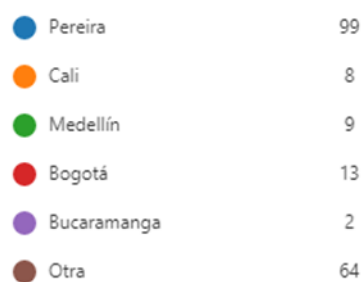 Pereira 99
Cali 8
Medellín 9
Bogotá 13
Bucaramanga 2
Otra 64